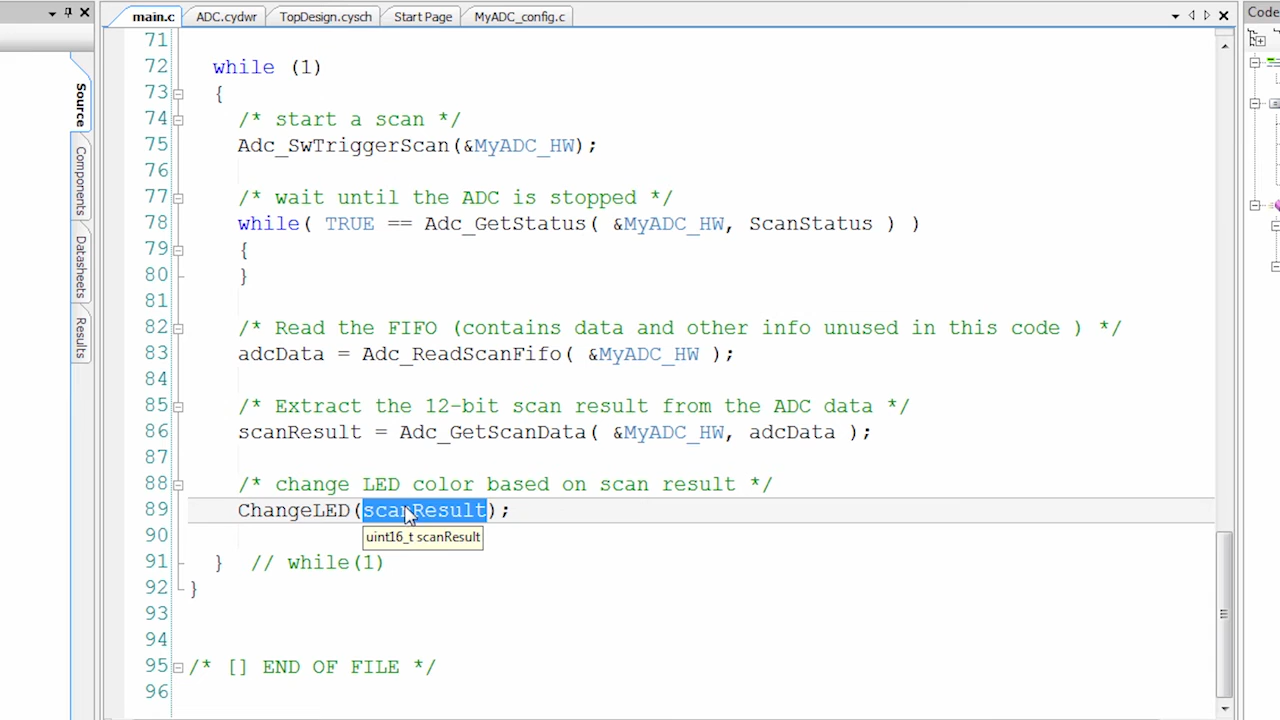 main.c ADC.cydwr TopDesign.cysch Start Page MyADC_config.c
Code
Source
Components
Datasheets
Results
71
72 while (1)
73 {
74 /* start a scan */
75 Adc_SwTriggerScan(&MyADC_HW);
76
77 /* wait until the ADC is stopped */
78 while( TRUE == Adc_GetStatus( &MyADC_HW, ScanStatus ) )
79 {
80 }
81
82 /* Read the FIFO (contains data and other info unused in this code ) */
83 adcData = Adc_ReadScanFifo( &MyADC_HW );
84
85 /* Extract the 12-bit scan result from the ADC data */
86 scanResult = Adc_GetScanData( &MyADC_HW, adcData );
87
88 /* change LED color based on scan result */
89 ChangeLED(scanResult);
uint16_t scanResult
90
91 } // while(1)
92 }
93
94
95 /* [] END OF FILE */
96